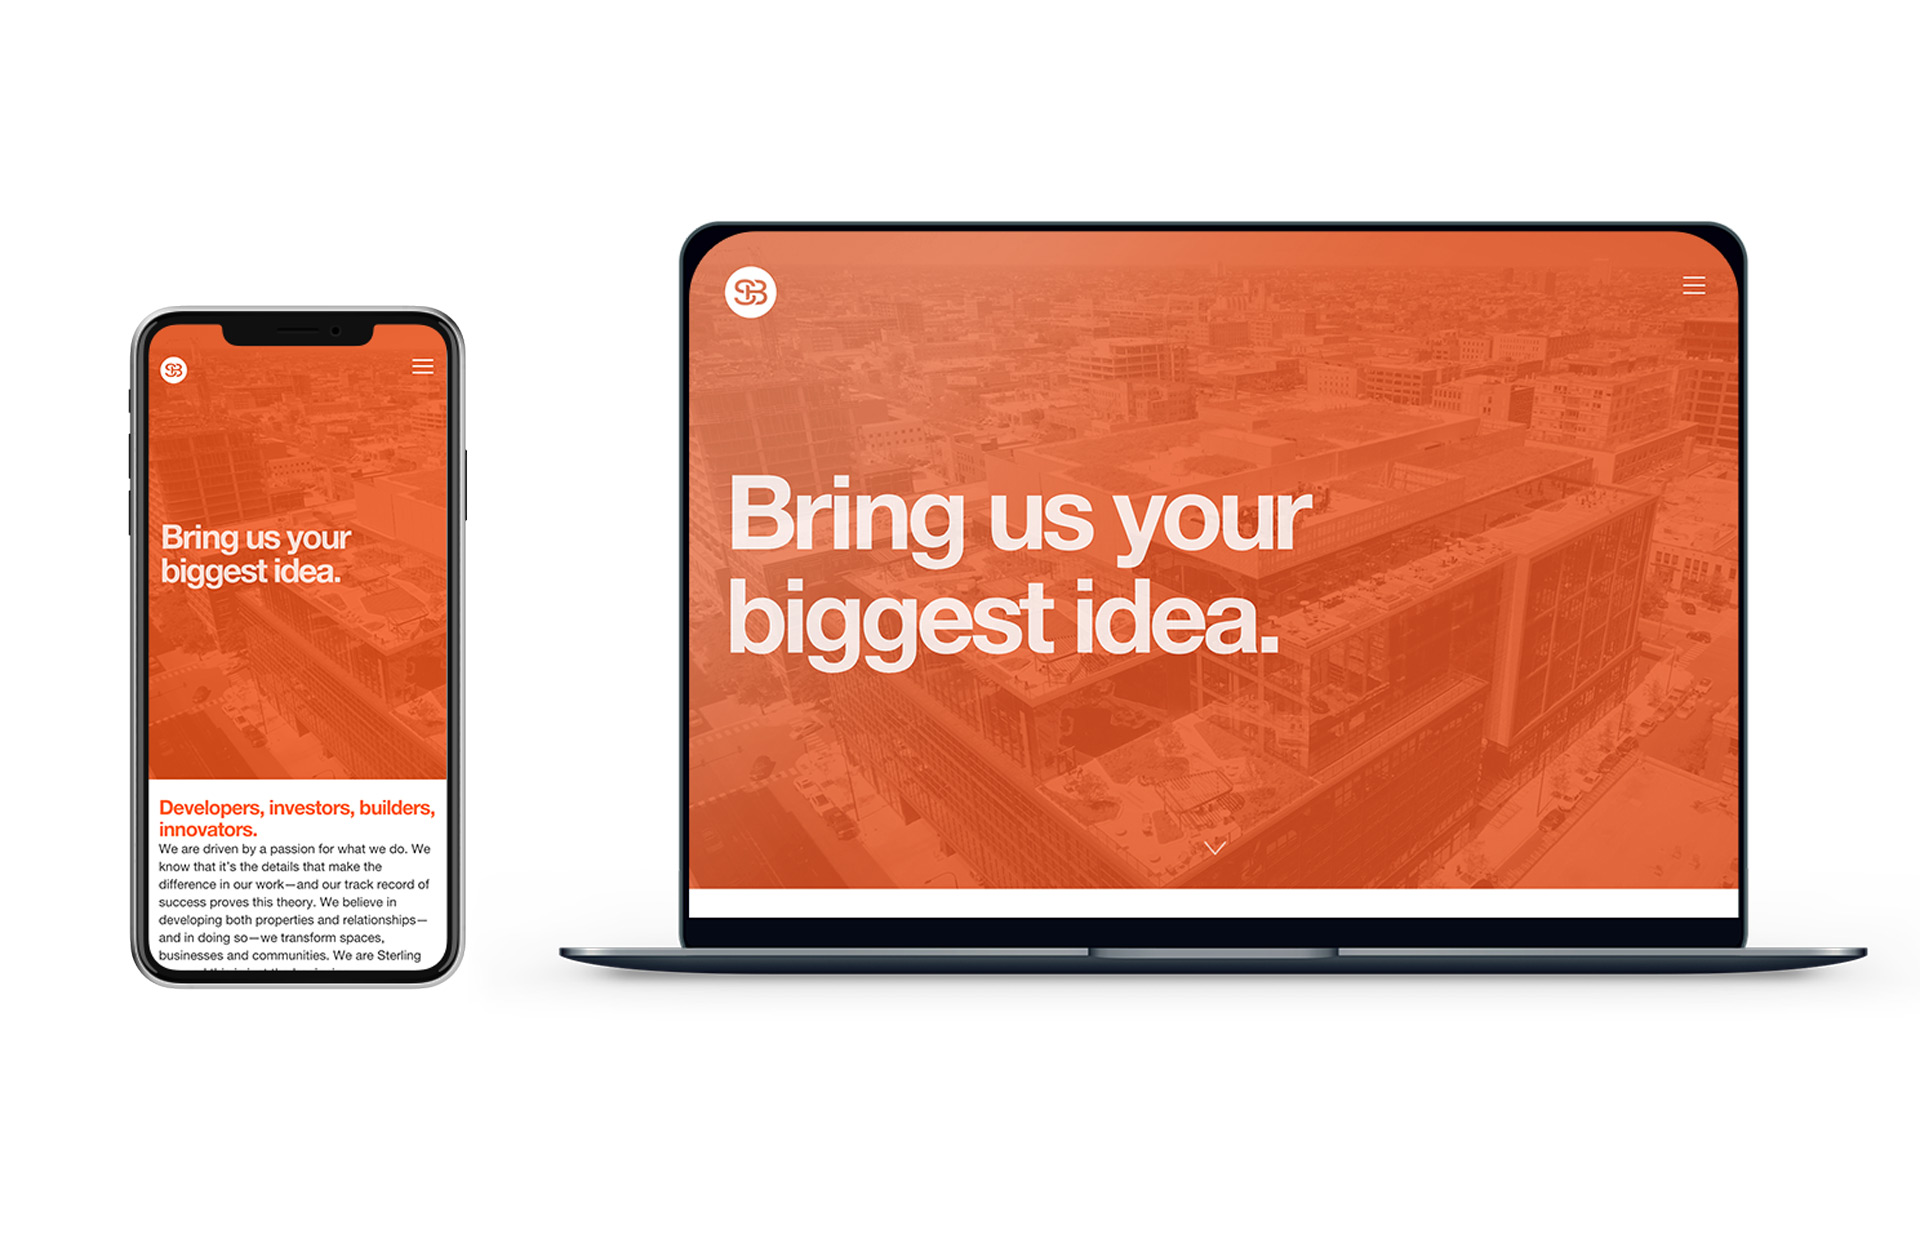 SB
Bring us your
biggest idea.
Developers, investors, builders,
innovators.
We are driven by a passion for what we do. We
know that it's the details that make the
difference in our work—and our track record of
success proves this theory. We believe in
developing both properties and relationships—
and in doing so—we transform spaces,
businesses and communities. We are Sterling
SB
Bring us your
biggest idea.